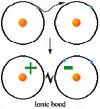 + -
Ionic bond